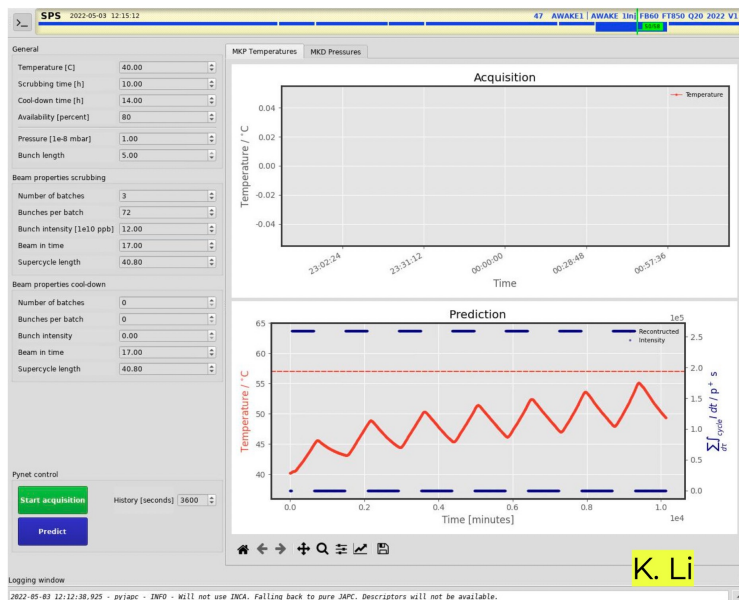 SPS 2022-05-03 12:15:12
47 AWAKE1 AWAKE 1Inj FB60 FT850 Q20 2022 V1
50/50
>_
General
Temperature [C] 40.00
Scrubbing time [h] 10.00
Cool-down time [h] 14.00
Availability [percent] 80
Pressure [1e-8 mbar] 1.00
Bunch length 5.00
Beam properties scrubbing
Number of batches 3
Bunches per batch 72
Bunch intensity [1e10 ppb] 12.00
Beam in time 17.00
Supercycle length 40.80
Beam properties cool-down
Number of batches 0
Bunches per batch 0
Bunch intensity 0.00
Beam in time 17.00
Supercycle length 40.80
Pynet control
Start acquisition
History [seconds] 3600
Predict
MKP Temperatures MKD Pressures
Acquisition
Temperature
Temperature / °C
0.04
0.02
0.00
-0.02
-0.04
23:02:24 23:31:12 00:00:00 00:28:48 00:57:36
Time
Prediction
1e5
Recontructed
Intensity
Temperature / °C
65
60
55
50
45
40
2.5
2.0
1.5
1.0
0.5
0.0
∑∫cycle I dt / p⁺ s
dτ
0.0 0.2 0.4 0.6 0.8 1.0
Time [minutes]
1e4
K. Li
Logging window
2022-05-03 12:12:38,925 - pyjapc - INFO - Will not use INCA. Falling back to pure JAPC. Descriptors will not be available.